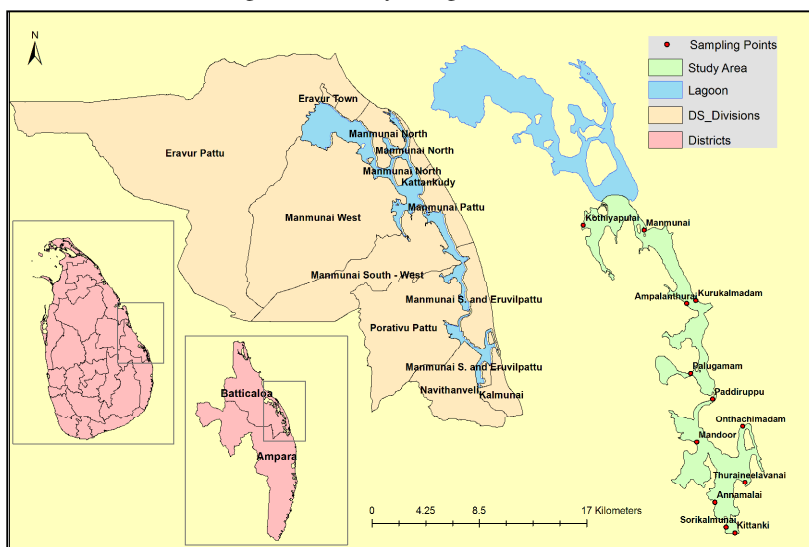 N
Sampling Points
Study Area
Lagoon
DS_Divisions
Districts
Eravur Town
Manmunai North
Eravur Pattu
Manmunai North
Manmunai North
Kattankudy
Manmunai Pattu
Manmunai West
Manmunai South - West
Manmunai S. and Eruvilpattu
Porativu Pattu
Manmunai S. and Eruvilpattu
Navithanveli
Kalmunai
Kothiyapulai
Manmunai
Ampalanthurai
Kurukalmadam
Palugamam
Paddiruppu
Onthachimadam
Mandoor
Thuraineelavanai
Annamalai
Sorikalmunai
Kittanki
Batticaloa
Ampara
0 4.25 8.5 17 Kilometers